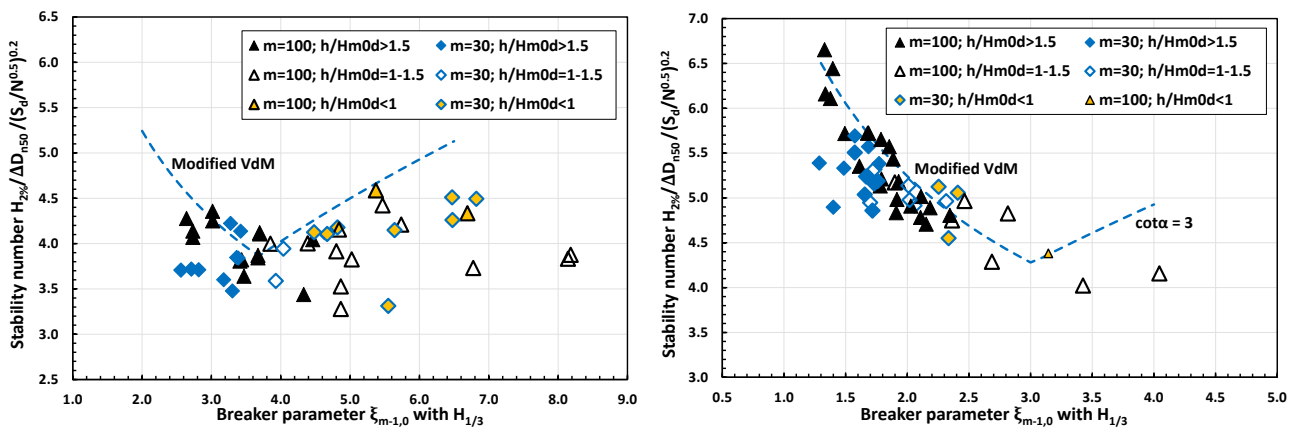 Stability number H2%/ΔDn50/(Sd/N^0.5)^0.2
6.5
6.0
5.5
5.0
4.5
4.0
3.5
3.0
2.5
m=100; h/Hm0d>1.5
m=30; h/Hm0d>1.5
m=100; h/Hm0d=1-1.5
m=30; h/Hm0d=1-1.5
m=100; h/Hm0d<1
m=30; h/Hm0d<1
Modified VdM
1.0 2.0 3.0 4.0 5.0 6.0 7.0 8.0 9.0
Breaker parameter ξm-1,0 with H1/3
Stability number H2%/ΔDn50/(Sd/N^0.5)^0.2
7.0
6.5
6.0
5.5
5.0
4.5
4.0
3.5
3.0
m=100; h/Hm0d>1.5
m=30; h/Hm0d>1.5
m=100; h/Hm0d=1-1.5
m=30; h/Hm0d=1-1.5
m=30; h/Hm0d<1
m=100; h/Hm0d<1
Modified VdM
cotα = 3
0.5 1.0 1.5 2.0 2.5 3.0 3.5 4.0 4.5 5.0
Breaker parameter ξm-1,0 with H1/3